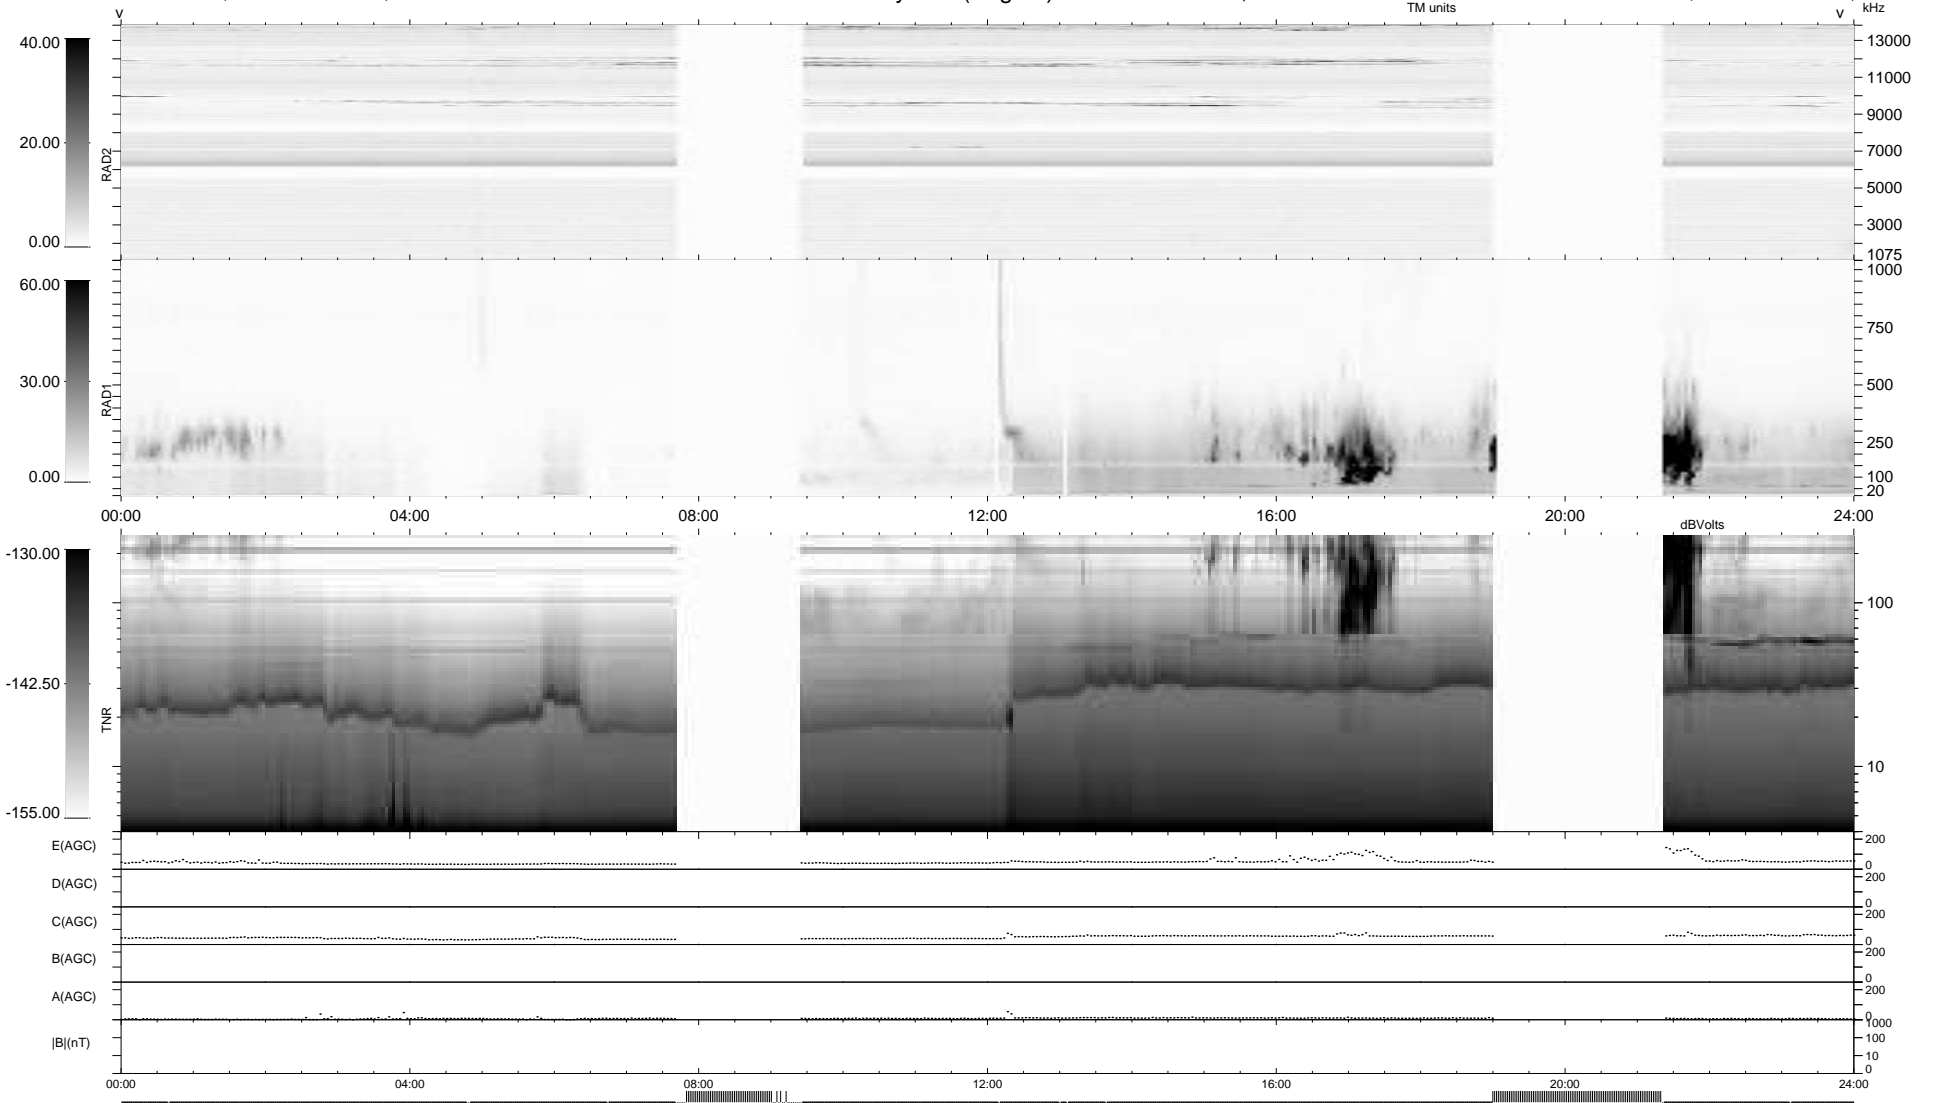 TM units
kHz
v
v
40.00
20.00
0.00
RAD2
13000
11000
9000
7000
5000
3000
1075
60.00
30.00
0.00
RAD1
1000
750
500
250
100
20
00:00 04:00 08:00 12:00 16:00 20:00 24:00
dBVolts
-130.00
-142.50
-155.00
TNR
100
10
E(AGC) 200 0
D(AGC) 200 0
C(AGC) 200 0
B(AGC) 200 0
A(AGC) 200 0
|B|(nT) 1000 100 10 0
00:00 04:00 08:00 12:00 16:00 20:00 24:00